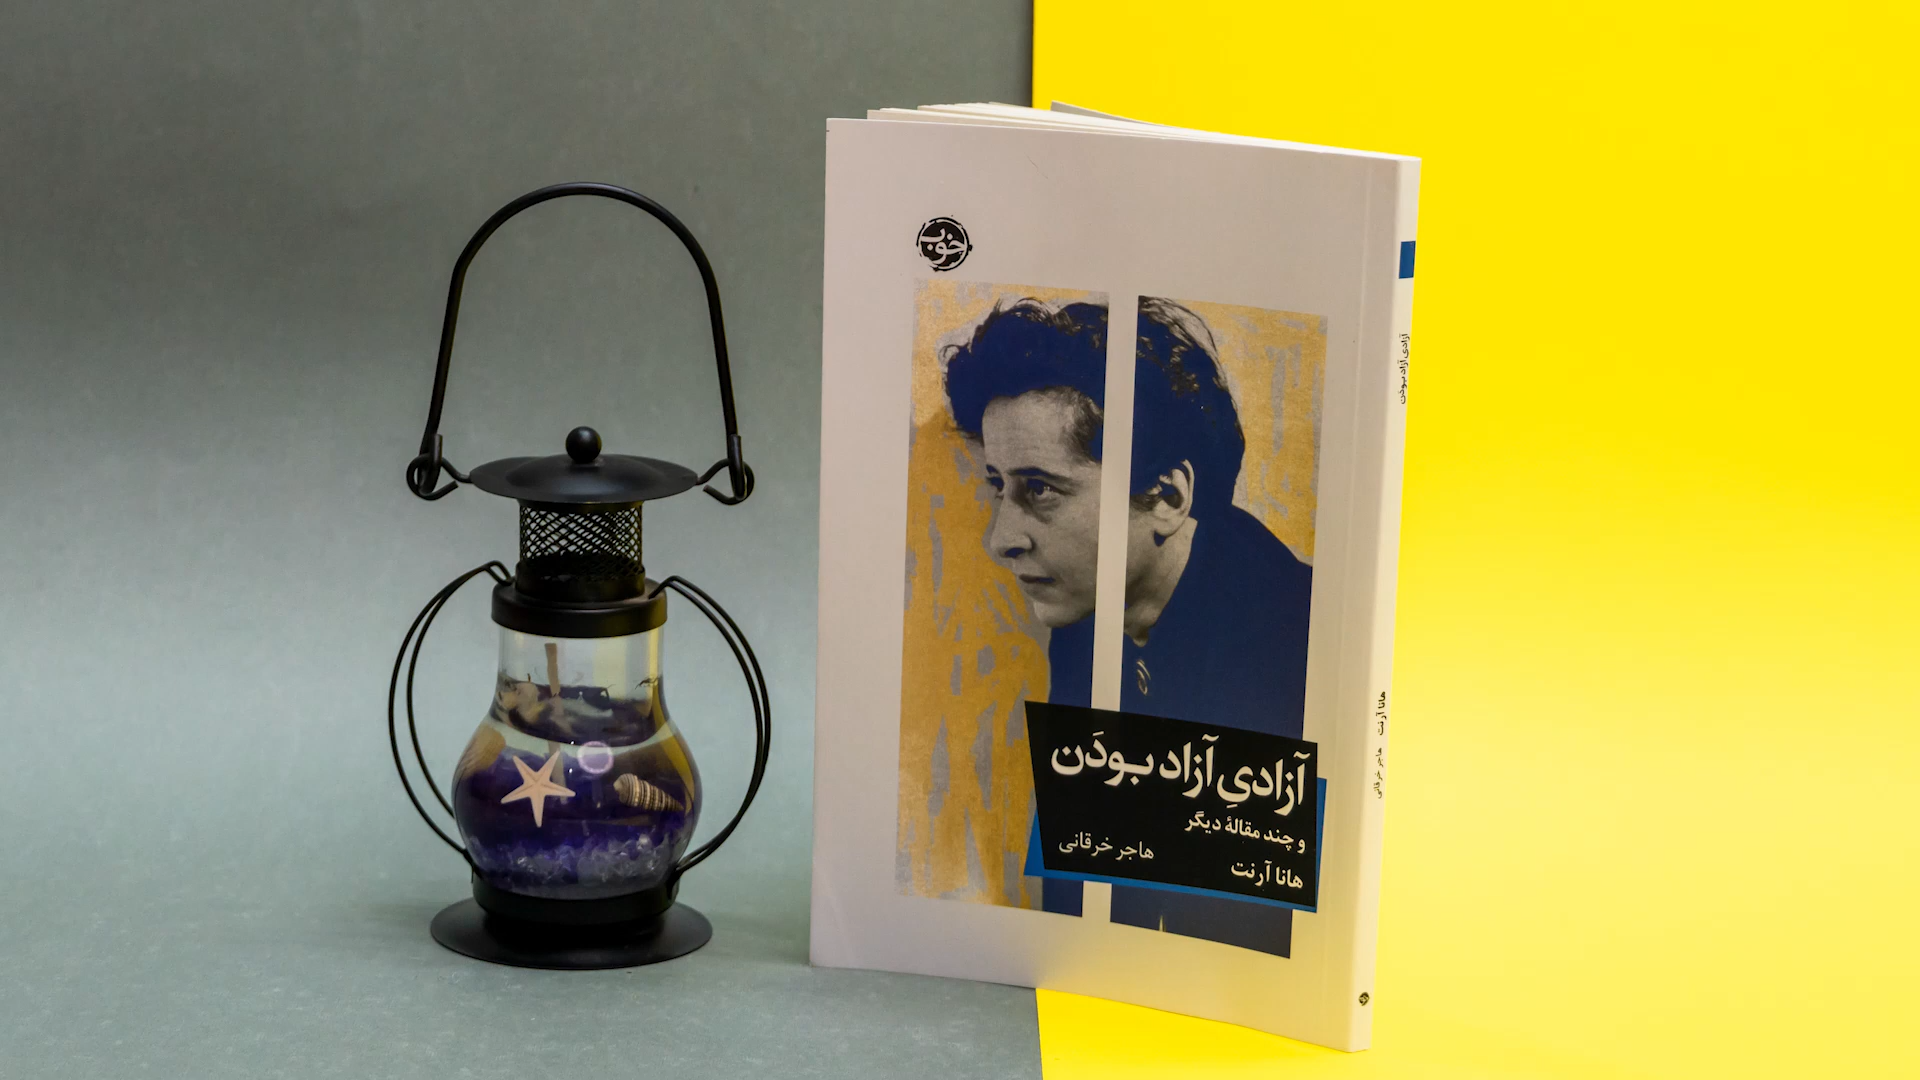 خوب
آزادیِ آزاد بودَن
و چند مقالهٔ دیگر
هانا آرنت
هاجر خرقانی
آزادی آزاد بودن
هانا آرنت
هاجر خرقانی